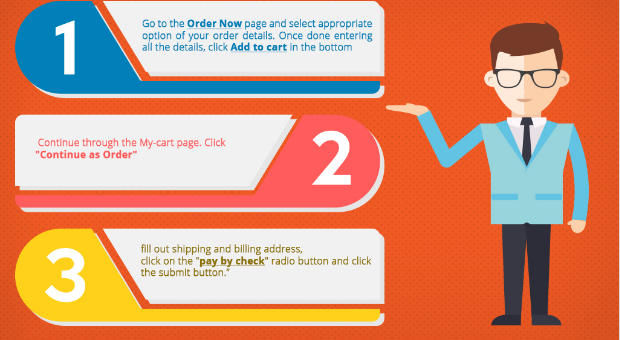 1
Go to the Order Now page and select appropriate
option of your order details. Once done entering
all the details, click Add to cart in the bottom
Continue through the My-cart page. Click
"Continue as Order"
2
3
fill out shipping and billing address,
click on the "pay by check" radio button and click
the submit button.”